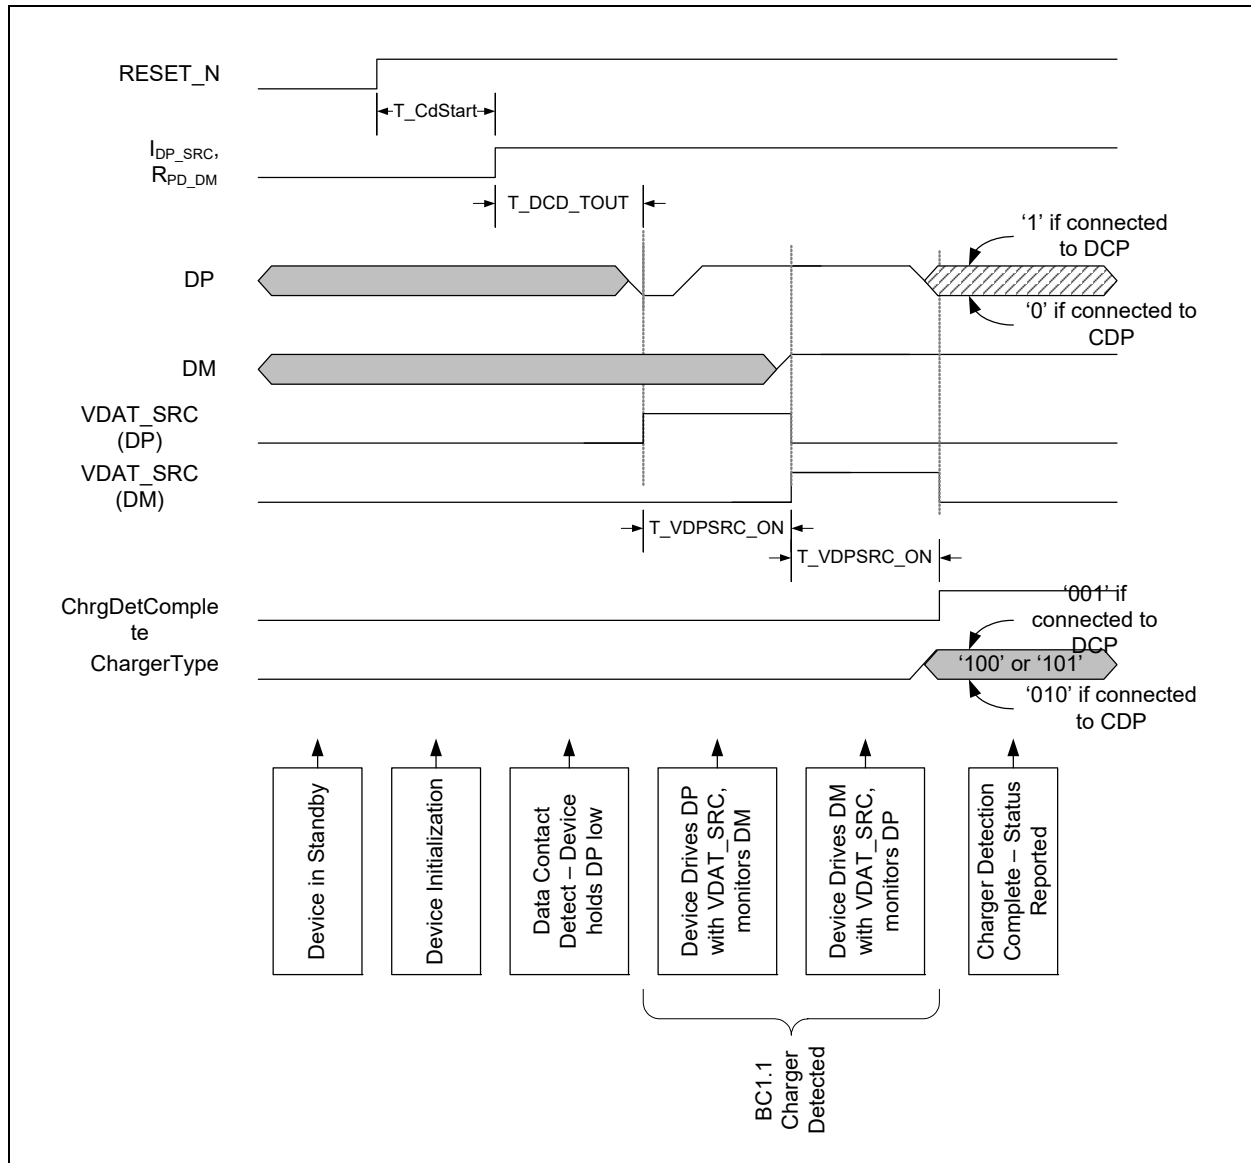 RESET_N
T_CdStart
I_DP_SRC,
R_PD_DM
T_DCD_TOUT
'1' if connected
to DCP
DP
'0' if connected to
CDP
DM
VDAT_SRC
(DP)
VDAT_SRC
(DM)
T_VDPSRC_ON
T_VDPSRC_ON
ChrgDetComple
te
'001' if
connected to
DCP
ChargerType
'100' or '101'
'010' if connected
to CDP
Device in Standby
Device Initialization
Data Contact
Detect – Device
holds DP low
Device Drives DP
with VDAT_SRC,
monitors DM
Device Drives DM
with VDAT_SRC,
monitors DP
Charger Detection
Complete – Status
Reported
BC1.1
Charger
Detected